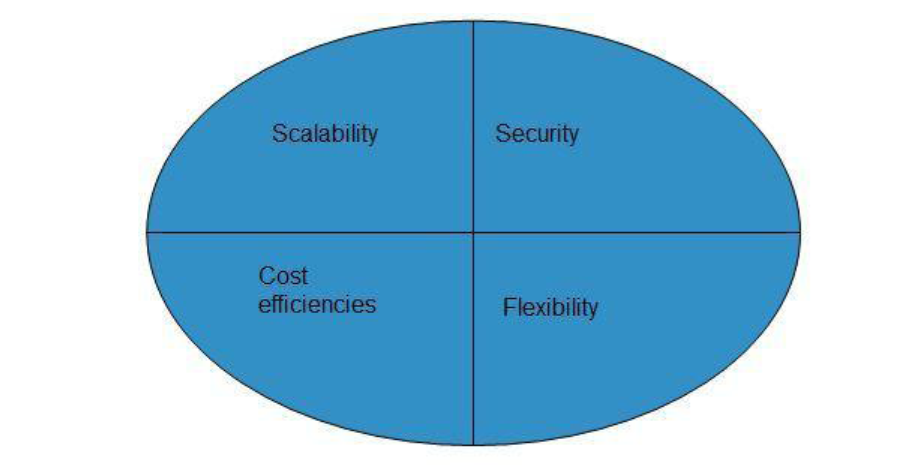 Scalability
Security
Cost
efficiencies
Flexibility